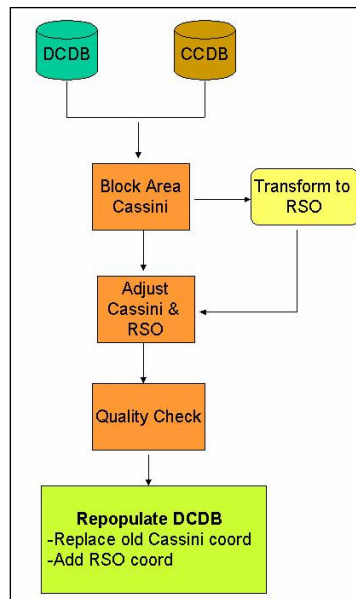 DCDB
CCDB
Block Area
Cassini
Transform to
RSO
Adjust
Cassini &
RSO
Quality Check
Repopulate DCDB
-Replace old Cassini coord
-Add RSO coord